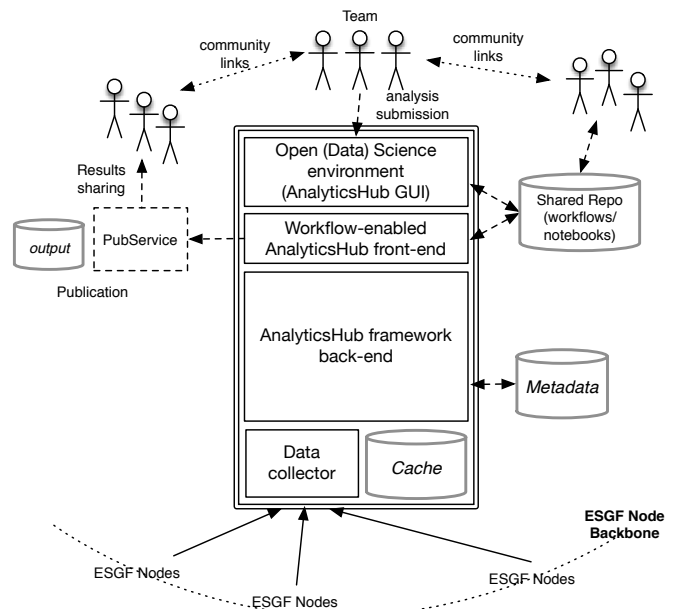 Team
community
links
community
links
analysis
submission
Open (Data) Science
environment
(AnalyticsHub GUI)
Results
sharing
Shared Repo
(workflows/
notebooks)
Workflow-enabled
AnalyticsHub front-end
output
PubService
Publication
AnalyticsHub framework
back-end
Metadata
Data
collector
Cache
ESGF Node
Backbone
ESGF Nodes
ESGF Nodes
ESGF Nodes